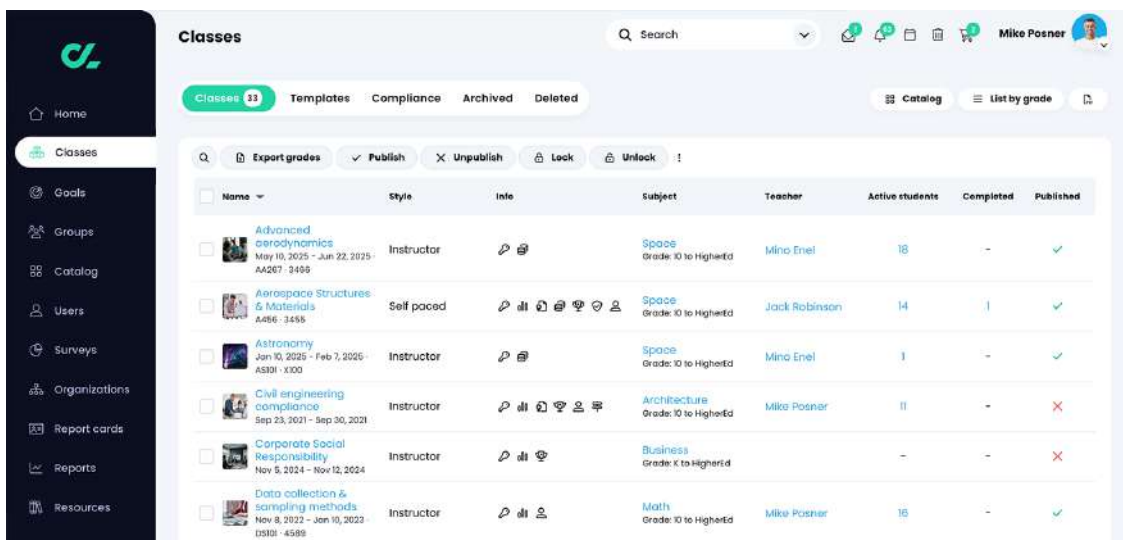 Classes
Search
Mike Posner
Classes 33 Templates Compliance Archived Deleted
Catalog List by grade
Home
Classes
Goals
Groups
Catalog
Users
Surveys
Organizations
Report cards
Reports
Resources
Export grades Publish Unpublish Lock Unlock
Name Style Info Subject Teacher Active students Completed Published
Advanced
aerodynamics
May 10, 2025 - Jun 22, 2025 -
AA267 - 3466
Instructor
Space
Grade: 10 to HigherEd
Mino Enel
18
-
Aerospace Structures
& Materials
A456 - 3455
Self paced
Space
Grade: 10 to HigherEd
Jack Robinson
14
1
Astronomy
Jan 10, 2025 - Feb 7, 2025 -
AS101 - X100
Instructor
Space
Grade: 10 to HigherEd
Mino Enel
1
-
Civil engineering
compliance
Sep 23, 2021 - Sep 30, 2021
Instructor
Architecture
Grade: 10 to HigherEd
Mike Posner
11
-
Corporate Social
Responsibility
Nov 5, 2024 - Nov 12, 2024
Instructor
Business
Grade: K to HigherEd
-
-
Data collection &
sampling methods
Nov 8, 2022 - Jan 10, 2023 -
DS101 - 4589
Instructor
Math
Grade: 10 to HigherEd
Mike Posner
16
-